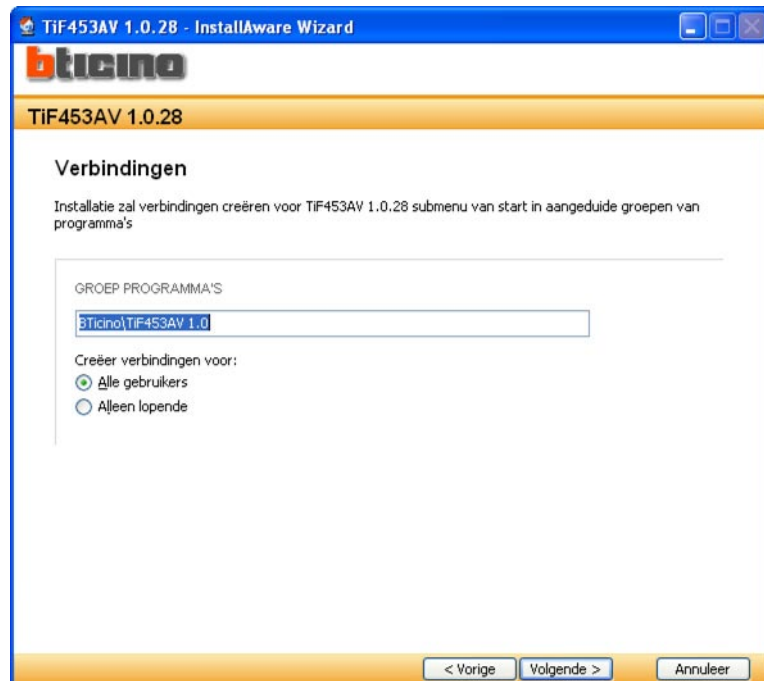 TiF453AV 1.0.28 - InstallAware Wizard
bticino
TiF453AV 1.0.28
Verbindingen
Installatie zal verbindingen creëren voor TiF453AV 1.0.28 submenu van start in aangeduide groepen van
programma's
GROEP PROGRAMMA'S
BTicino\TiF453AV 1.0
Creëer verbindingen voor:
Alle gebruikers
Alleen lopende
< Vorige
Volgende >
Annuleer